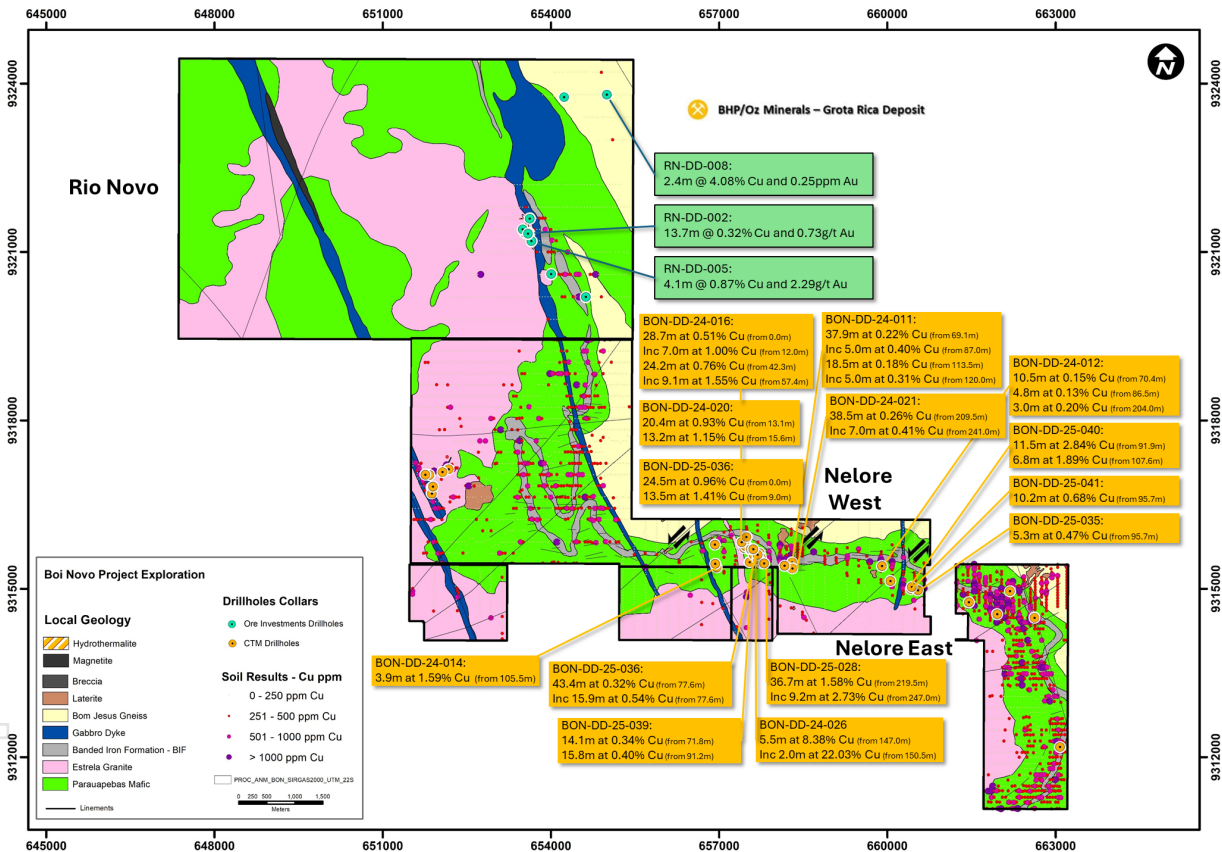 645000 648000 651000 654000 657000 660000 663000
9324000 9324000
N
BHP/Oz Minerals – Grota Rica Deposit
Rio Novo
RN-DD-008:
2.4m @ 4.08% Cu and 0.25ppm Au
RN-DD-002:
13.7m @ 0.32% Cu and 0.73g/t Au
RN-DD-005:
4.1m @ 0.87% Cu and 2.29g/t Au
9321000 9321000
BON-DD-24-016:
28.7m at 0.51% Cu (from 0.0m)
Inc 7.0m at 1.00% Cu (from 12.0m)
24.2m at 0.76% Cu (from 42.3m)
Inc 9.1m at 1.55% Cu (from 57.4m)
BON-DD-24-011:
37.9m at 0.22% Cu (from 69.1m)
Inc 5.0m at 0.40% Cu (from 87.0m)
18.5m at 0.18% Cu (from 113.5m)
Inc 5.0m at 0.31% Cu (from 120.0m)
BON-DD-24-012:
10.5m at 0.15% Cu (from 70.4m)
4.8m at 0.13% Cu (from 86.5m)
3.0m at 0.20% Cu (from 204.0m)
BON-DD-24-020:
20.4m at 0.93% Cu (from 13.1m)
13.2m at 1.15% Cu (from 15.6m)
BON-DD-24-021:
38.5m at 0.26% Cu (from 209.5m)
Inc 7.0m at 0.41% Cu (from 241.0m)
BON-DD-25-040:
11.5m at 2.84% Cu (from 91.9m)
6.8m at 1.89% Cu (from 107.6m)
9318000 9318000
BON-DD-25-036:
24.5m at 0.96% Cu (from 0.0m)
13.5m at 1.41% Cu (from 9.0m)
Nelore
West
BON-DD-25-041:
10.2m at 0.68% Cu (from 95.7m)
BON-DD-25-035:
5.3m at 0.47% Cu (from 95.7m)
9315000 9315000
Nelore East
BON-DD-24-014:
3.9m at 1.59% Cu (from 105.5m)
BON-DD-25-036:
43.4m at 0.32% Cu (from 77.6m)
Inc 15.9m at 0.54% Cu (from 77.6m)
BON-DD-25-028:
36.7m at 1.58% Cu (from 219.5m)
Inc 9.2m at 2.73% Cu (from 247.0m)
BON-DD-25-039:
14.1m at 0.34% Cu (from 71.8m)
15.8m at 0.40% Cu (from 91.2m)
BON-DD-24-026
5.5m at 8.38% Cu (from 147.0m)
Inc 2.0m at 22.03% Cu (from 150.5m)
9312000 9312000
Boi Novo Project Exploration
Local Geology
Hydrothermalite
Magnetite
Breccia
Laterite
Bom Jesus Gneiss
Gabbro Dyke
Banded Iron Formation - BIF
Estrela Granite
Parauapebas Mafic
Linements
Drillholes Collars
Ore Investments Drillholes
CTM Drillholes
Soil Results - Cu ppm
0 - 250 ppm Cu
251 - 500 ppm Cu
501 - 1000 ppm Cu
> 1000 ppm Cu
PROC_ANM_BON_SIRGAS2000_UTM_22S
0 250 500 1,000 1,500
Meters
645000 648000 651000 654000 657000 660000 663000